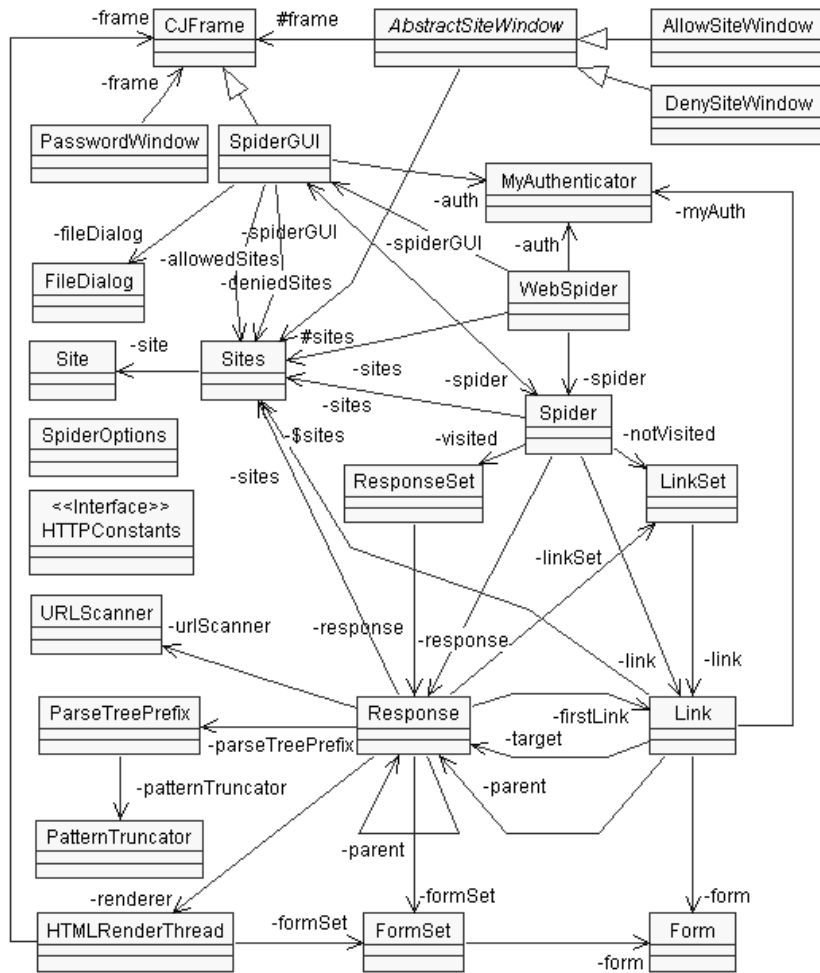 -frame
CJFrame
#frame
AbstractSiteWindow
AllowSiteWindow
-frame
DenySiteWindow
PasswordWindow
SpiderGUI
MyAuthenticator
-auth
-myAuth
-fileDialog
-spiderGUI
-spiderGUI
-auth
-allowedSites
-deniedSites
FileDialog
WebSpider
-#sites
-site
Site
Sites
-sites
-spider
-spider
-sites
Spider
SpiderOptions
-$sites
-visited
-notVisited
-sites
ResponseSet
LinkSet
<<Interface>>
HTTPConstants
-linkSet
URLScanner
-urlScanner
-response
-response
-link
-link
ParseTreePrefix
Response
-firstLink
Link
-parseTreePrefix
-target
-patternTruncator
-parent
PatternTruncator
-parent
-renderer
-formSet
-form
HTMLRenderThread
-formSet
FormSet
Form
-form